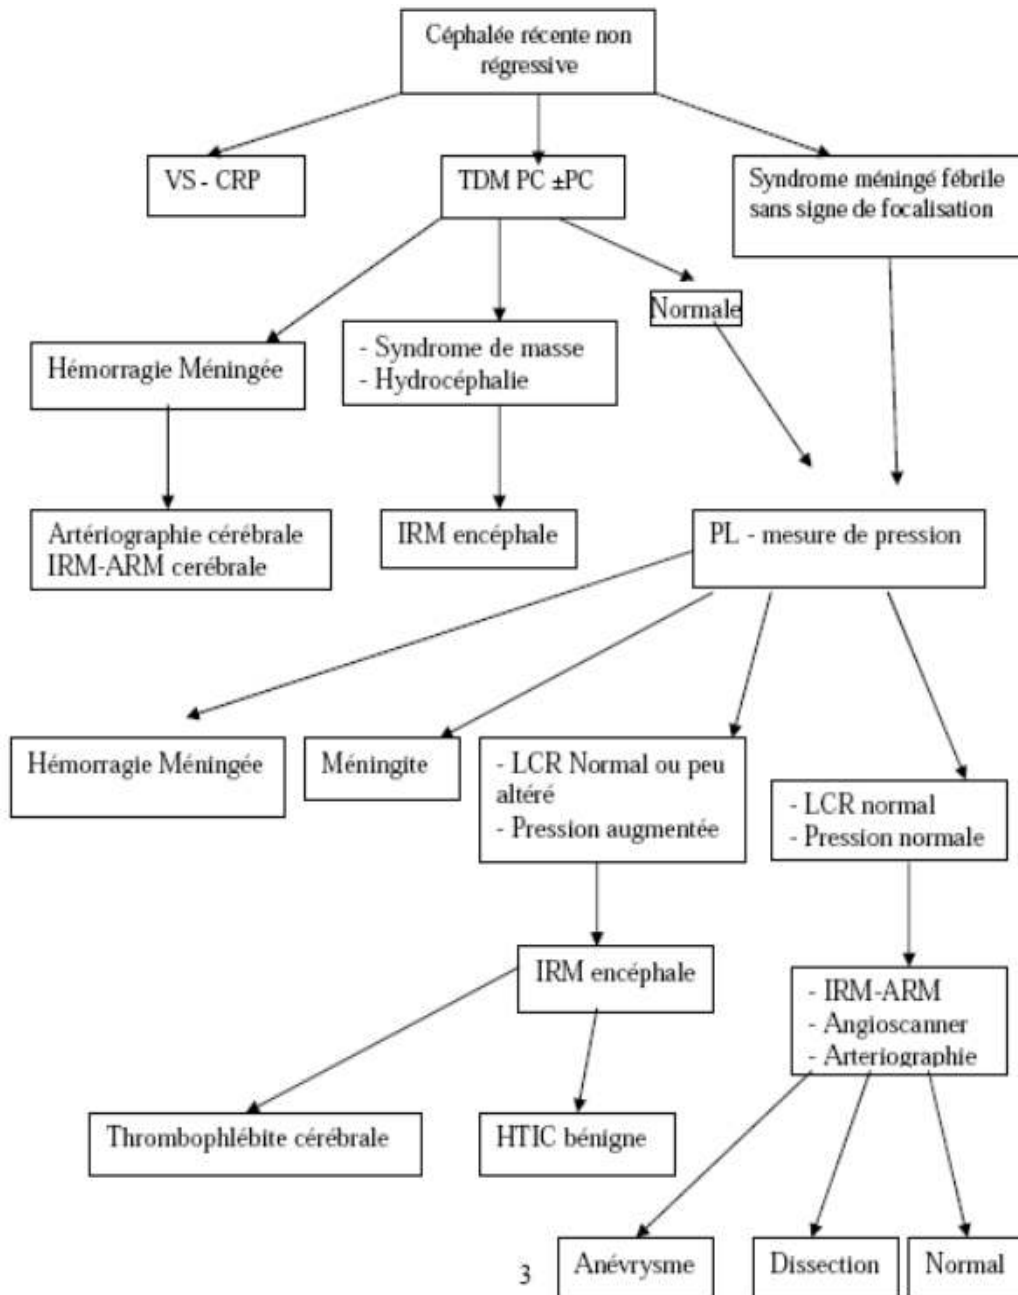 Céphalée récente non
régressive
VS - CRP
TDM PC ±PC
Syndrome méningé fébrile
sans signe de focalisation
Normale
Hémorragie Méningée
- Syndrome de masse
- Hydrocéphalie
Artériographie cérébrale
IRM-ARM cerébrale
IRM encéphale
PL - mesure de pression
Hémorragie Méningée
Méningite
- LCR Normal ou peu
altéré
- Pression augmentée
- LCR normal
- Pression normale
IRM encéphale
- IRM-ARM
- Angioscanner
- Arteriographie
Thrombophlébite cérébrale
HTIC bénigne
Anévrysme
Dissection
Normal
3